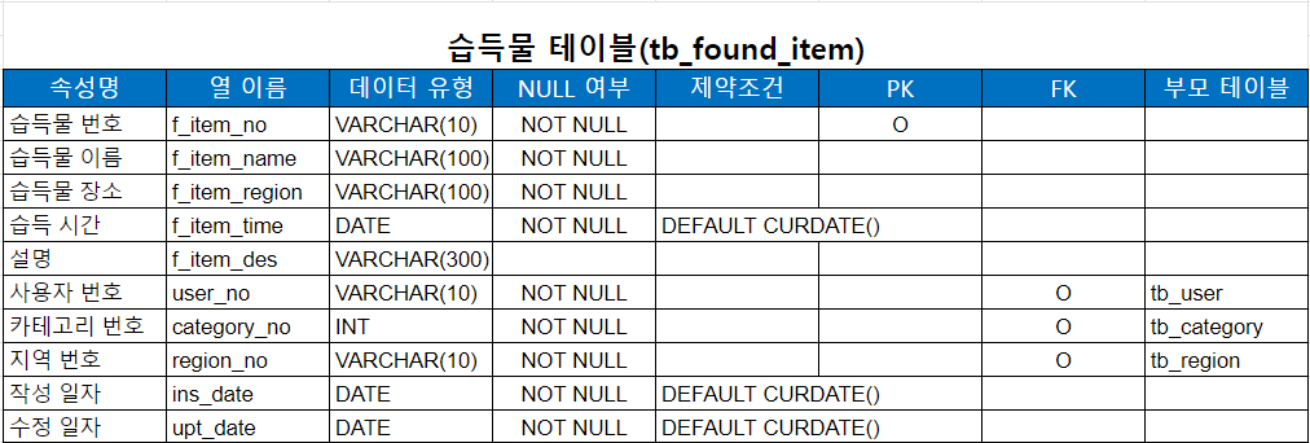 습득물 테이블(tb_found_item)
속성명 열 이름 데이터 유형 NULL 여부 제약조건 PK FK 부모 테이블
습득물 번호 f_item_no VARCHAR(10) NOT NULL O
습득물 이름 f_item_name VARCHAR(100) NOT NULL
습득물 장소 f_item_region VARCHAR(100) NOT NULL
습득 시간 f_item_time DATE NOT NULL DEFAULT CURDATE()
설명 f_item_des VARCHAR(300)
사용자 번호 user_no VARCHAR(10) NOT NULL O tb_user
카테고리 번호 category_no INT NOT NULL O tb_category
지역 번호 region_no VARCHAR(10) NOT NULL O tb_region
작성 일자 ins_date DATE NOT NULL DEFAULT CURDATE()
수정 일자 upt_date DATE NOT NULL DEFAULT CURDATE()